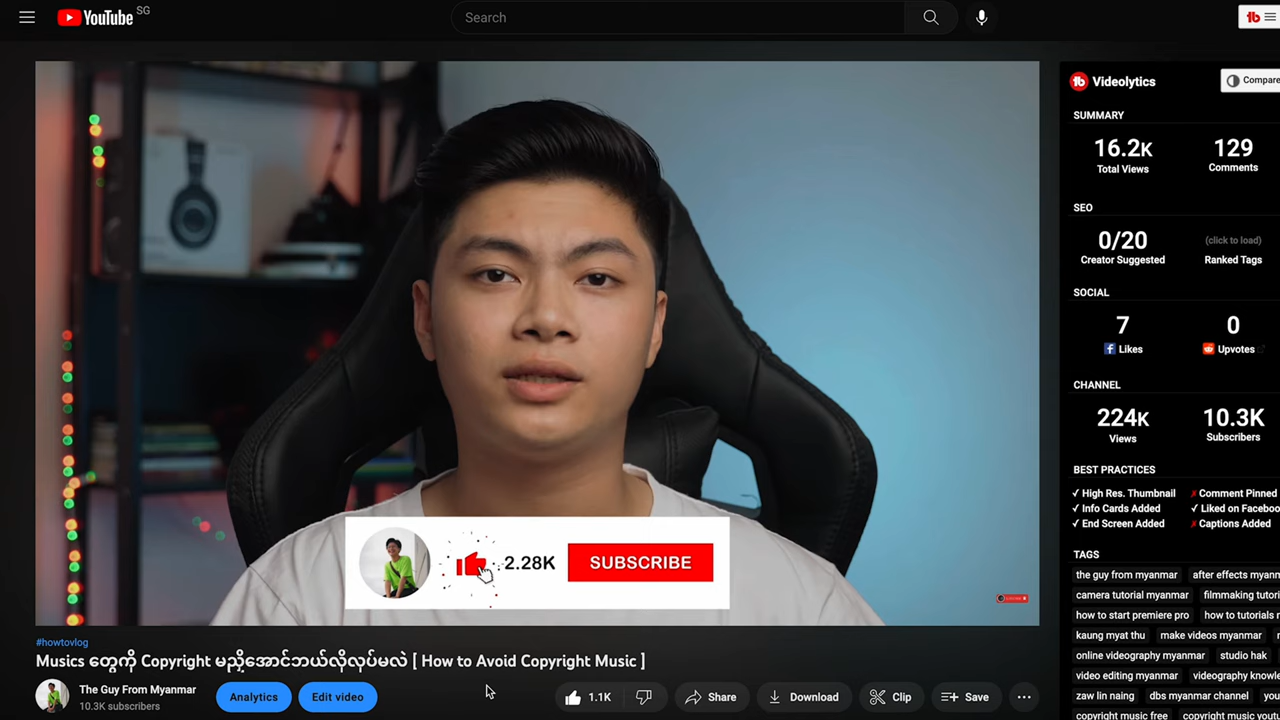 YouTube SG
Search
tb
Videolytics
Compare
SUMMARY
16.2K 129
Total Views Comments
SEO
0/20 (click to load)
Creator Suggested Ranked Tags
SOCIAL
7 0
Likes Upvotes
CHANNEL
224K 10.3K
Views Subscribers
BEST PRACTICES
✓ High Res. Thumbnail ✗ Comment Pinned
✓ Info Cards Added ✓ Liked on Faceboo
✓ End Screen Added ✗ Captions Added
TAGS
the guy from myanmar after effects myanm
camera tutorial myanmar filmmaking tutori
how to start premiere pro how to tutorials m
kaung myat thu make videos myanmar
online videography myanmar studio hak
video editing myanmar videography knowle
zaw lin naing dbs myanmar channel you
copyright music free copyright music youtu
2.28K SUBSCRIBE
#howtovlog
Musics တွေကို Copyright မညိအောင်ဘယ်လိုလုပ်မလဲ [ How to Avoid Copyright Music ]
The Guy From Myanmar
10.3K subscribers
Analytics Edit video
1.1K Share Download Clip Save